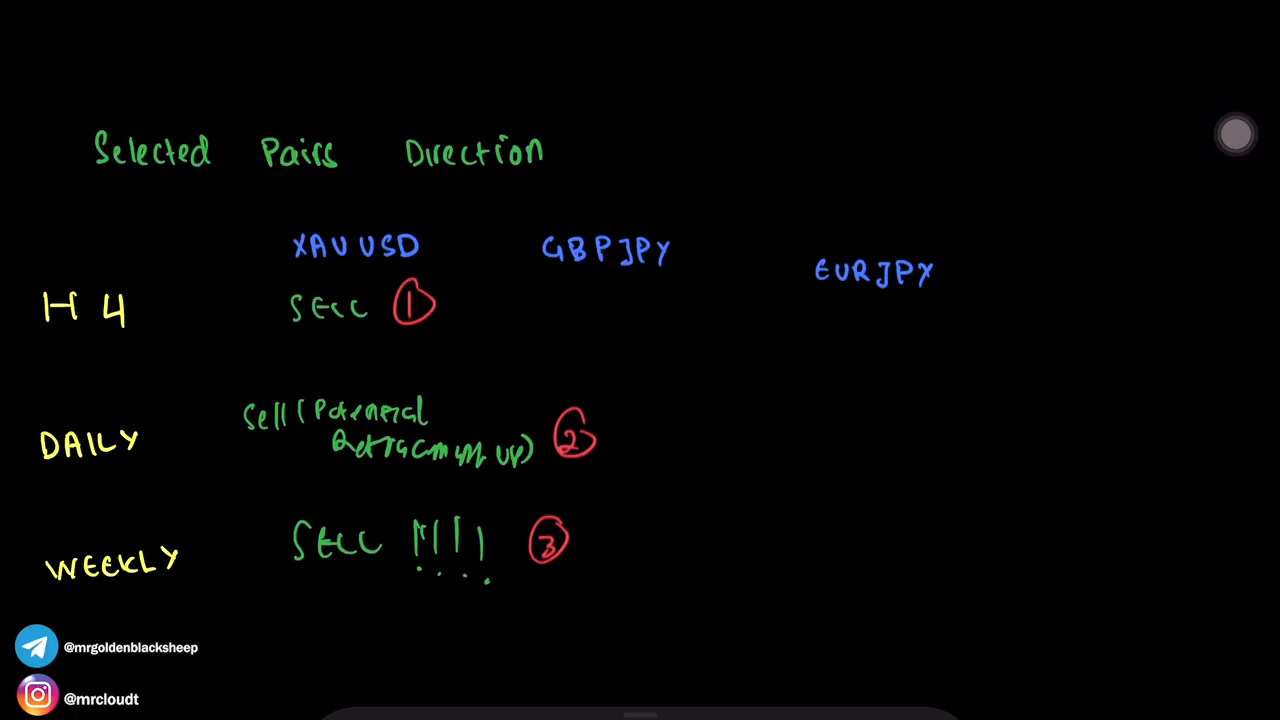 Selected Pairs Direction
XAUUSD GBPJPY EURJPY
H4 SELL 1
DAILY Sell (Potential
Retracement up) 2
WEEKLY SELL !!!! 3
@mrgoldenblacksheep
@mrcloudt